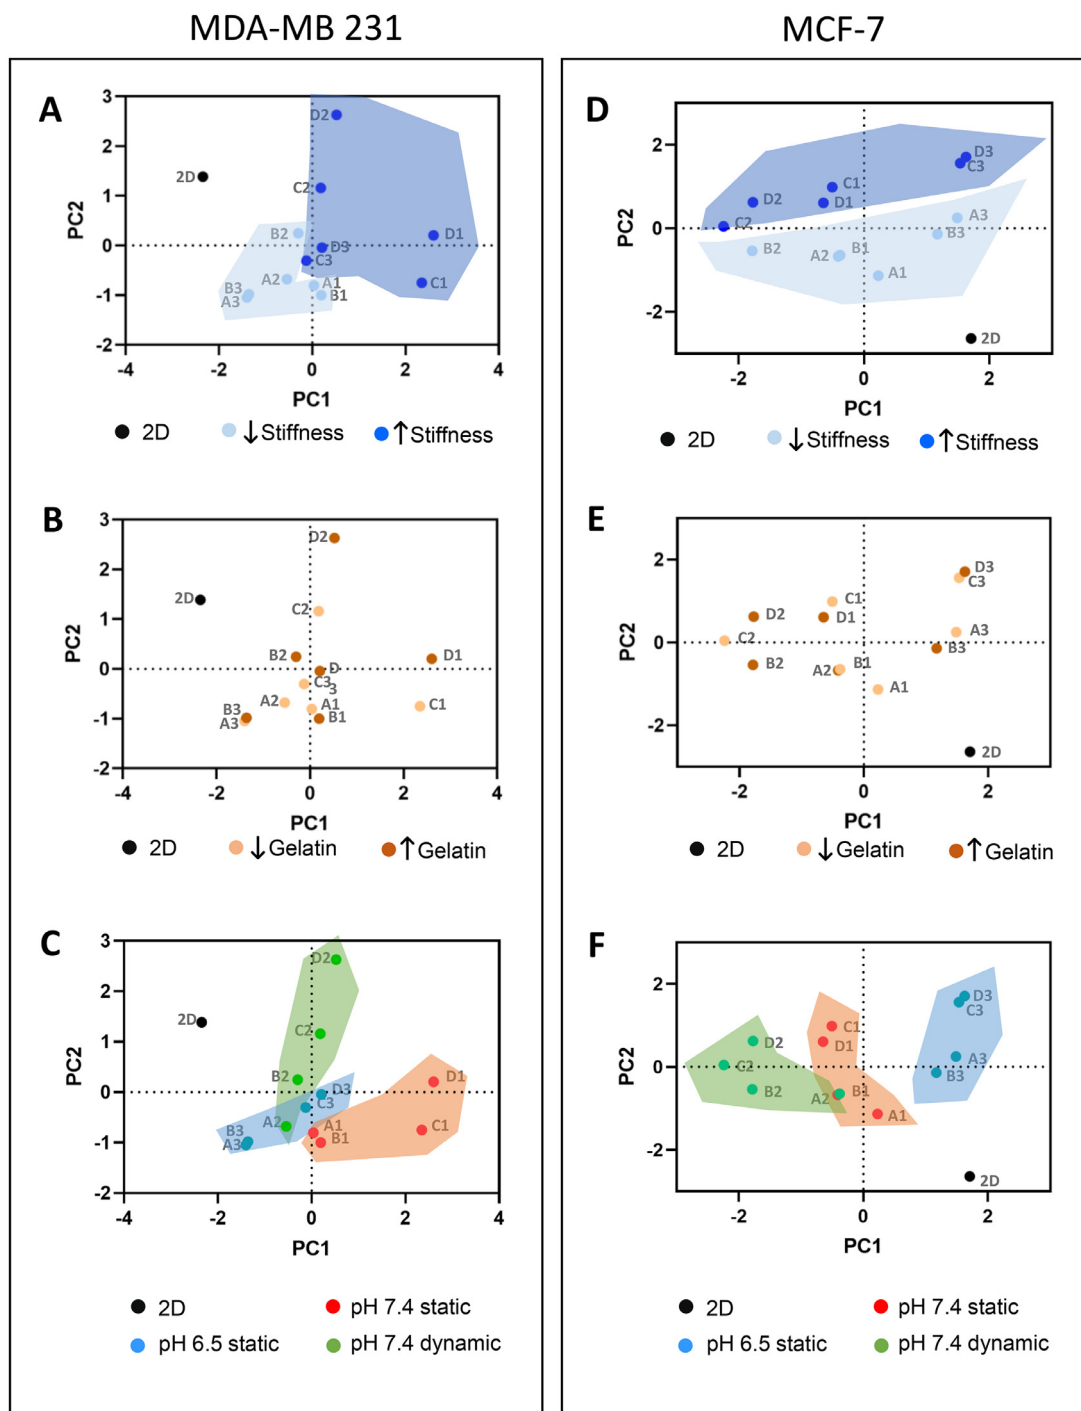 MDA-MB 231
MCF-7
A
3
2
1
0
-1
-2
-4
-2
0
2
4
PC2
PC1
2D
D2
C2
B2
D3
D1
C3
A2
A1
C1
B3
A3
B1
2D
↓Stiffness
↑Stiffness
B
3
2
1
0
-1
-2
-4
-2
0
2
4
PC2
PC1
D2
2D
C2
B2
D
3
D1
C3
A2
A1
C1
B3
A3
B1
2D
↓Gelatin
↑Gelatin
C
3
2
1
0
-1
-2
-4
-2
0
2
4
PC2
PC1
D2
2D
C2
B2
D3
D1
C3
A2
A1
C1
B3
A3
B1
2D
pH 7.4 static
pH 6.5 static
pH 7.4 dynamic
D
2
0
-2
-2
0
2
PC2
PC1
D3
C3
C1
D2
D1
C2
A3
B3
B2
A2
B1
A1
2D
2D
↓Stiffness
↑Stiffness
E
2
0
-2
-2
0
2
PC2
PC1
D3
C3
C1
D2
D1
C2
A3
B3
B2
A2
B1
A1
2D
2D
↓Gelatin
↑Gelatin
F
2
0
-2
-2
0
2
PC2
PC1
D3
C3
C1
D2
D1
C2
A3
B3
B2
A2
B1
A1
2D
2D
pH 7.4 static
pH 6.5 static
pH 7.4 dynamic